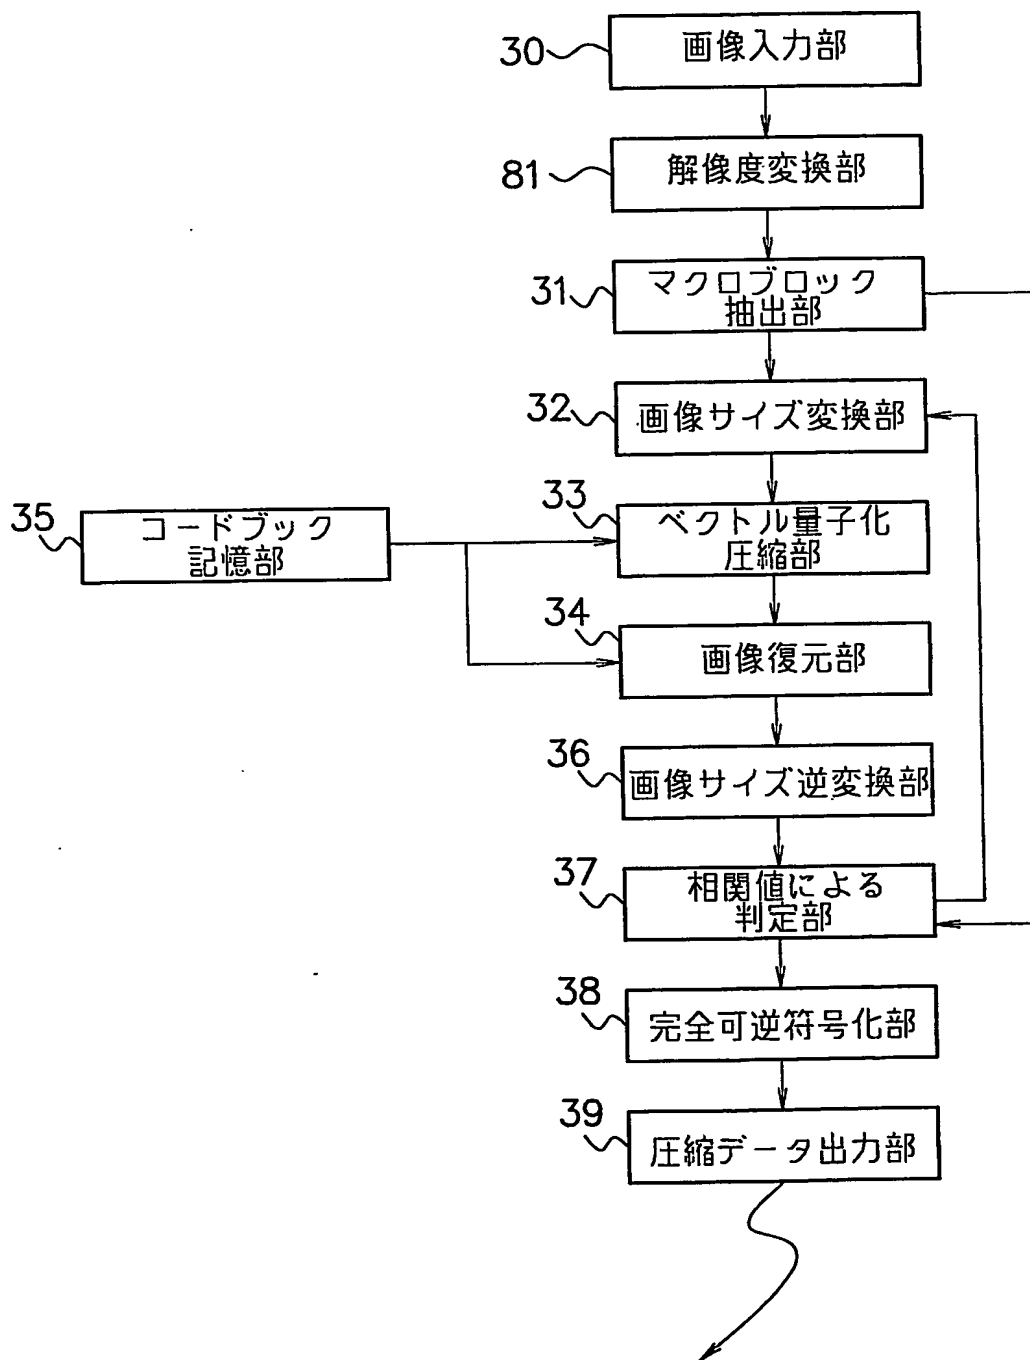 30
画像入力部
81
解像度変換部
31
マクロブロック
抽出部
32
画像サイズ変換部
33
ベクトル量子化
圧縮部
35
コードブック
記憶部
34
画像復元部
36
画像サイズ逆変換部
37
相関値による
判定部
38
完全可逆符号化部
39
圧縮データ出力部